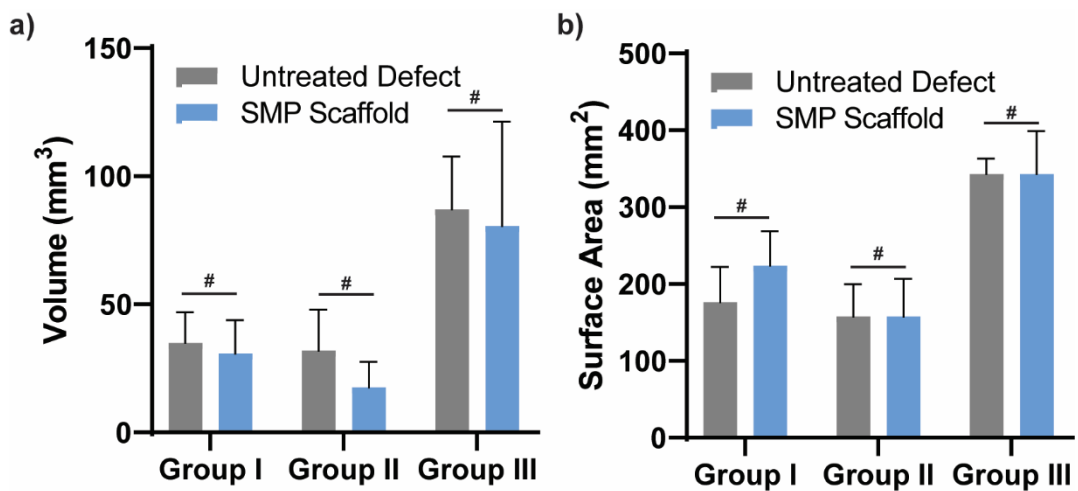 a)
150
100
50
0
Volume (mm³)
Untreated Defect
SMP Scaffold
#
#
#
Group I Group II Group III
b)
500
400
300
200
100
0
Surface Area (mm²)
Untreated Defect
SMP Scaffold
#
#
#
Group I Group II Group III